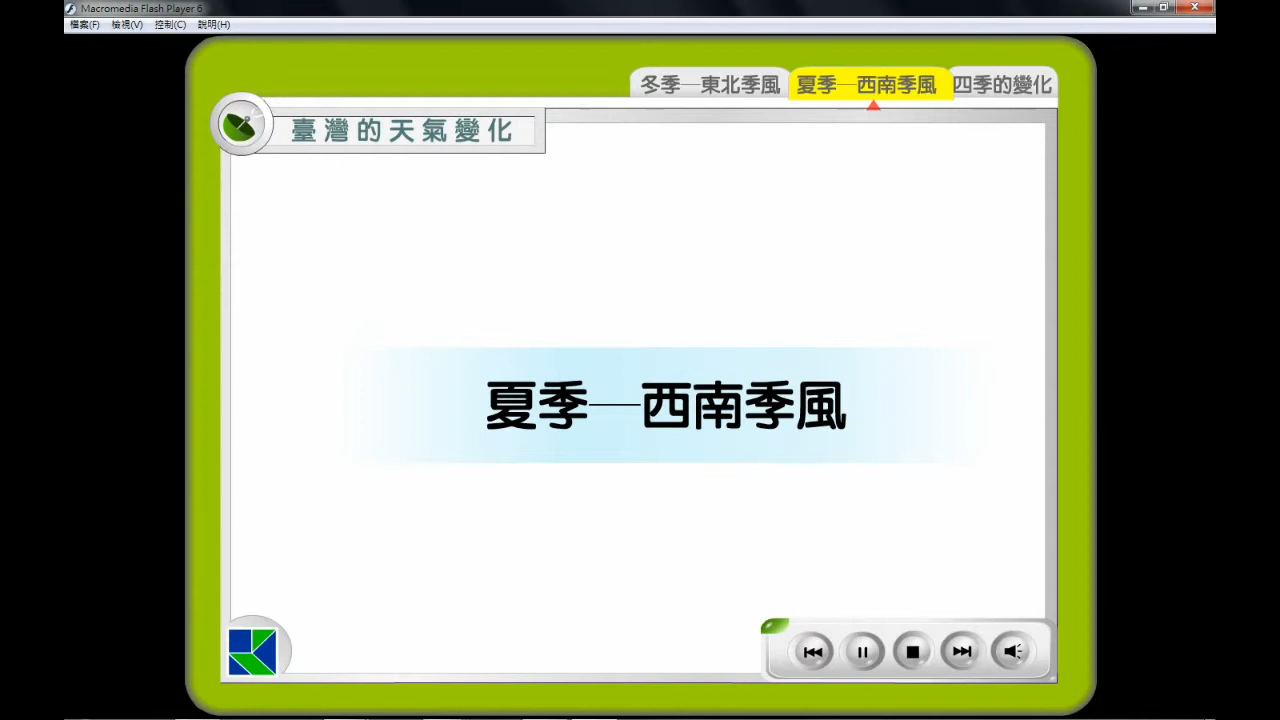 Macromedia Flash Player 6
檔案(F) 檢視(V) 控制(C) 說明(H)
冬季—東北季風 夏季—西南季風 四季的變化
臺灣的天氣變化
夏季—西南季風